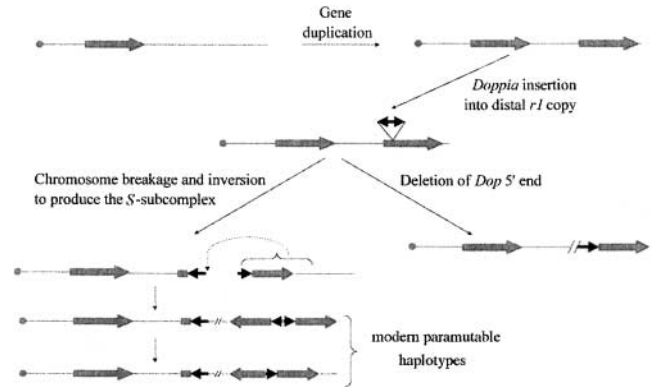 Gene
duplication
Doppia insertion
into distal r1 copy
Chromosome breakage and inversion
to produce the S-subcomplex
Deletion of Dop 5' end
modern paramutable
haplotypes